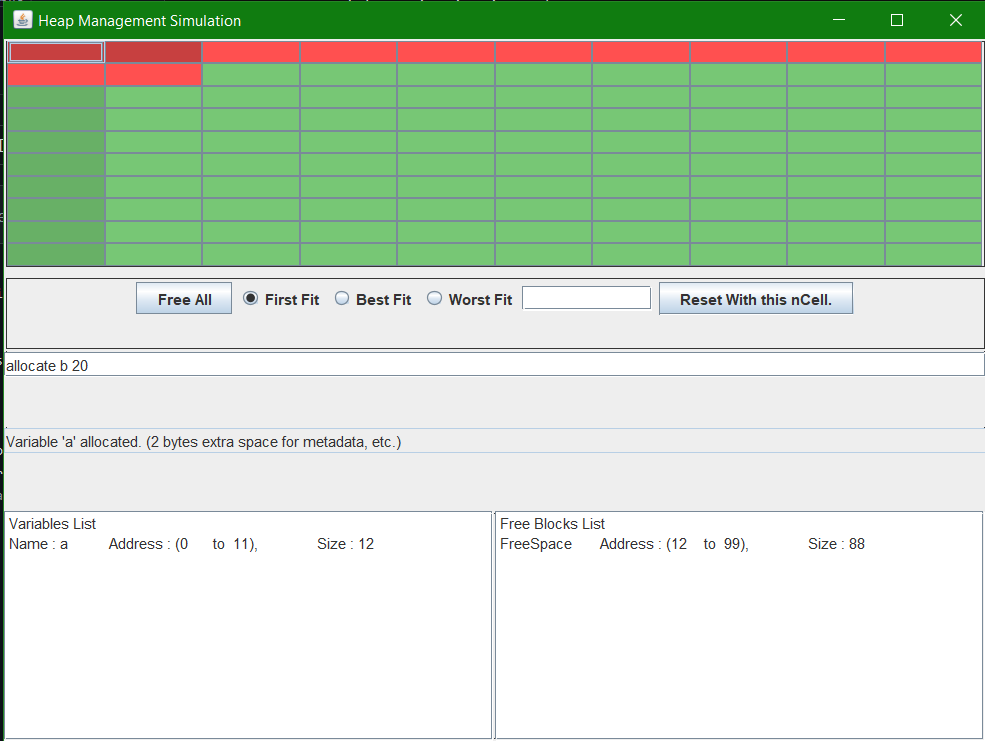 Heap Management Simulation
Free All First Fit Best Fit Worst Fit Reset With this nCell.
allocate b 20
Variable 'a' allocated. (2 bytes extra space for metadata, etc.)
Variables List
Name : a Address : (0 to 11), Size : 12
Free Blocks List
FreeSpace Address : (12 to 99), Size : 88